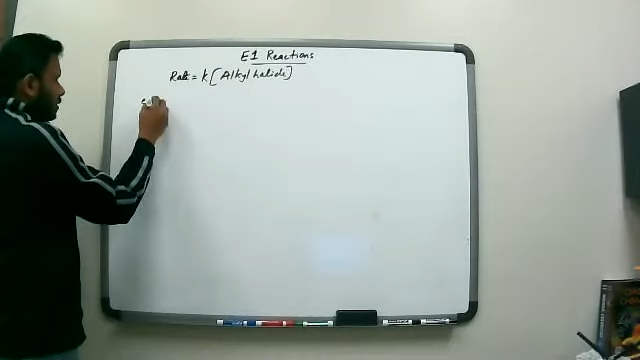 E1 Reactions
Rate = k [Alkyl halide]